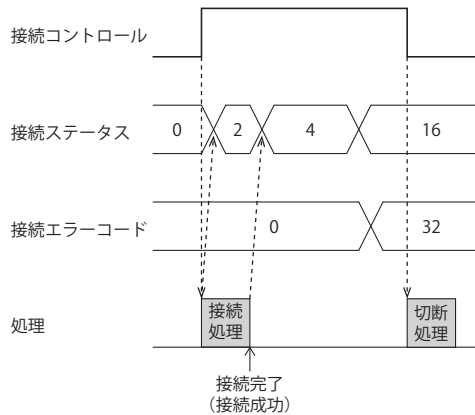 接続コントロール
接続ステータス
0
2
4
16
接続エラーコード
0
32
処理
接続
処理
切断
処理
接続完了
（接続成功）